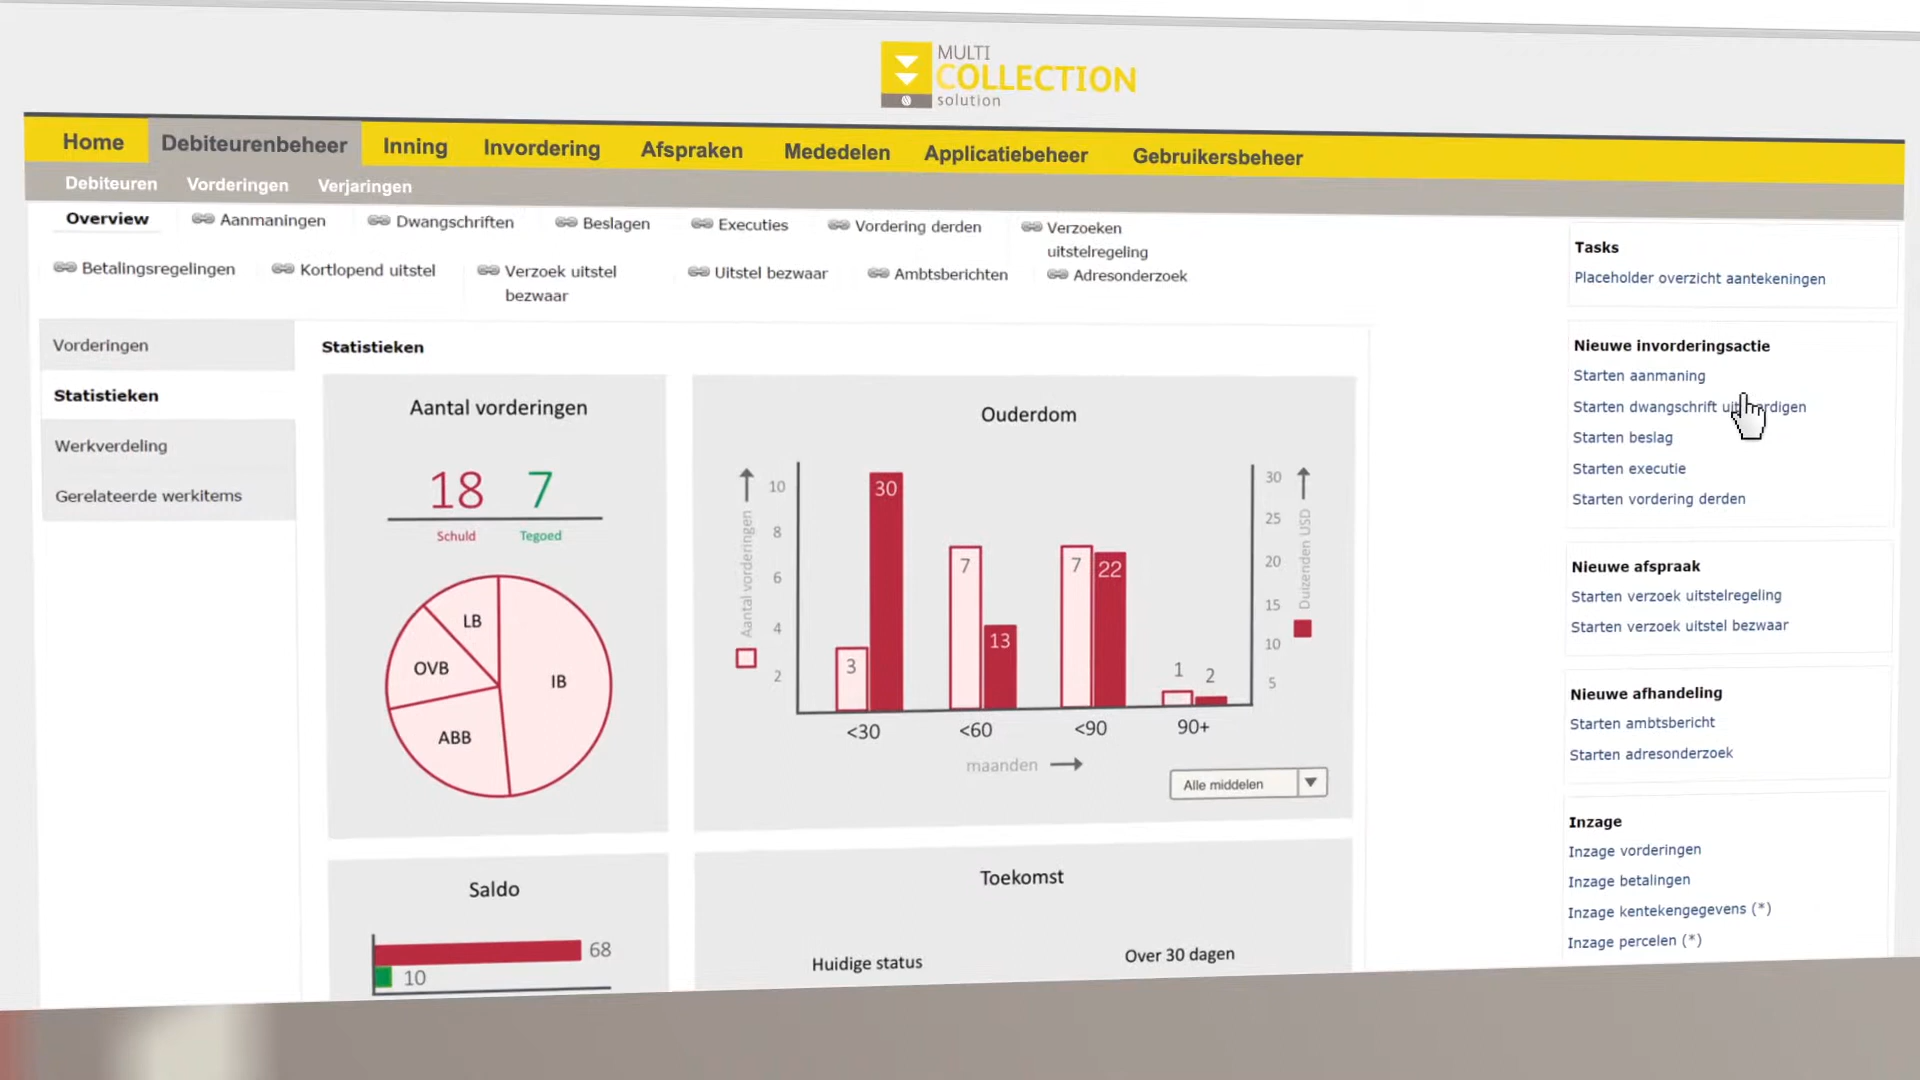 MULTI
COLLECTION
solution
Home Debiteurenbeheer Inning Invordering Afspraken Mededelen Applicatiebeheer Gebruikersbeheer
Debiteuren Vorderingen Verjaringen
Overview Aanmaningen Dwangschriften Beslagen Executies Vordering derden Verzoeken
uitstelregeling
Betalingsregelingen Kortlopend uitstel Verzoek uitstel Uitstel bezwaar Ambtsberichten Adresonderzoek
bezwaar
Vorderingen
Statistieken
Werkverdeling
Gerelateerde werkitems
Statistieken
Aantal vorderingen
18 7
Schuld Tegoed
LB
OVB
IB
ABB
Ouderdom
Aantal vorderingen
10
8
6
4
2
30
3
7
13
7
22
1
2
30
25
20
15
10
5
Duizenden USD
<30 <60 <90 90+
maanden
Alle middelen
Saldo
68
10
Toekomst
Huidige status Over 30 dagen
Tasks
Placeholder overzicht aantekeningen
Nieuwe invorderingsactie
Starten aanmaning
Starten dwangschrift
Starten beslag
Starten executie
Starten vordering derden
Nieuwe afspraak
Starten verzoek uitstelregeling
Starten verzoek uitstel bezwaar
Nieuwe afhandeling
Starten ambtsbericht
Starten adresonderzoek
Inzage
Inzage vorderingen
Inzage betalingen
Inzage kentekengegevens (*)
Inzage percelen (*)